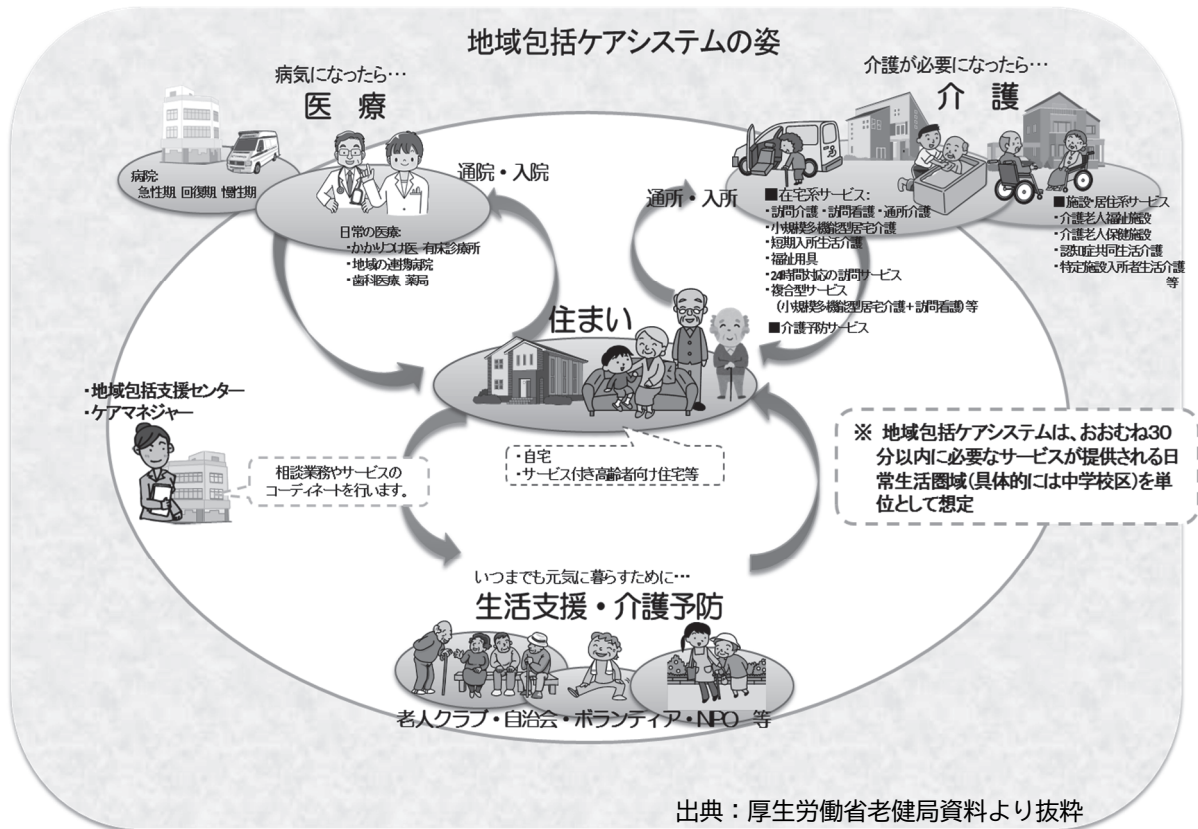 地域包括ケアシステムの姿
病気になったら…
医　療
病院:
急性期、回復期、慢性期
日常の医療:
・かかりつけ医、有床診療所
・地域の連携病院
・歯科医療、薬局
通院・入院
介護が必要になったら…
介　護
通所・入所
■在宅系サービス:
・訪問介護・訪問看護・通所介護
・小規模多機能型居宅介護
・短期入所生活介護
・福祉用具
・24時間対応の訪問サービス
・複合型サービス
（小規模多機能型居宅介護＋訪問看護）等
■介護予防サービス
■施設・居住系サービス
・介護老人福祉施設
・介護老人保健施設
・認知症共同生活介護
・特定施設入所者生活介護
等
住まい
・自宅
・サービス付き高齢者向け住宅等
・地域包括支援センター
・ケアマネジャー
相談業務やサービスの
コーディネートを行います。
※ 地域包括ケアシステムは、おおむね30
分以内に必要なサービスが提供される日
常生活圏域（具体的には中学校区）を単
位として想定
いつまでも元気に暮らすために…
生活支援・介護予防
老人クラブ・自治会・ボランティア・NPO　等
出典：厚生労働省老健局資料より抜粋